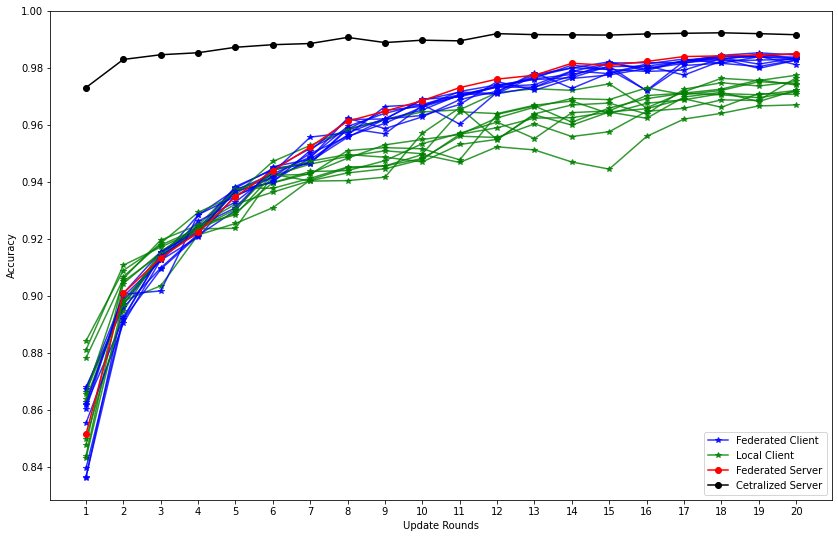 1.00
0.98
0.96
0.94
0.92
0.90
0.88
0.86
0.84
Accuracy
1 2 3 4 5 6 7 8 9 10 11 12 13 14 15 16 17 18 19 20
Update Rounds
Federated Client
Local Client
Federated Server
Cetralized Server